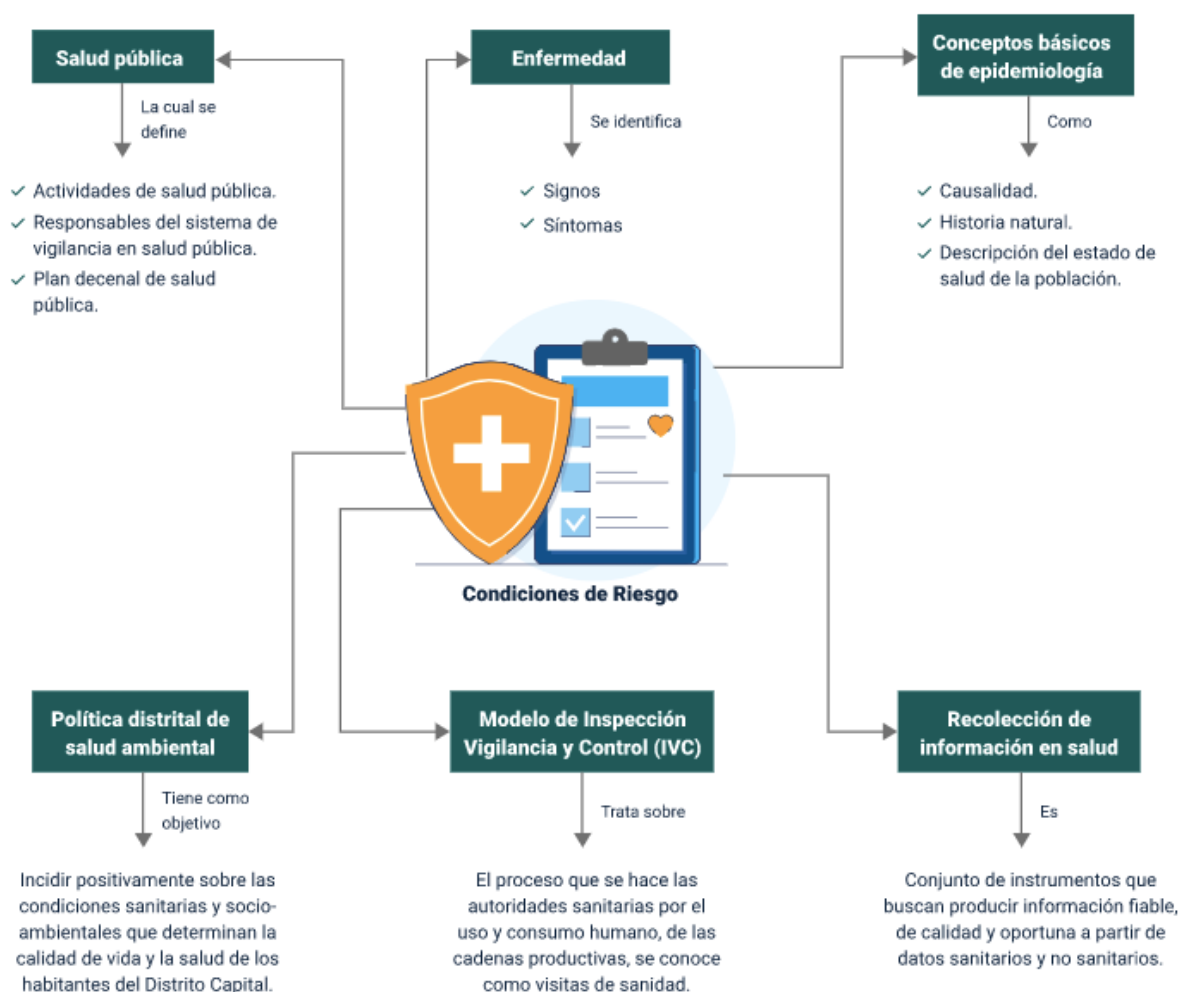 Salud pública
La cual se
define
✓ Actividades de salud pública.
✓ Responsables del sistema de
vigilancia en salud pública.
✓ Plan decenal de salud
pública.
Enfermedad
Se identifica
✓ Signos
✓ Síntomas
Conceptos básicos
de epidemiología
Como
✓ Causalidad.
✓ Historia natural.
✓ Descripción del estado de
salud de la población.
Condiciones de Riesgo
Política distrital de
salud ambiental
Tiene como
objetivo
Incidir positivamente sobre las
condiciones sanitarias y socio-
ambientales que determinan la
calidad de vida y la salud de los
habitantes del Distrito Capital.
Modelo de Inspección
Vigilancia y Control (IVC)
Trata sobre
El proceso que se hace las
autoridades sanitarias por el
uso y consumo humano, de las
cadenas productivas, se conoce
como visitas de sanidad.
Recolección de
información en salud
Es
Conjunto de instrumentos que
buscan producir información fiable,
de calidad y oportuna a partir de
datos sanitarios y no sanitarios.